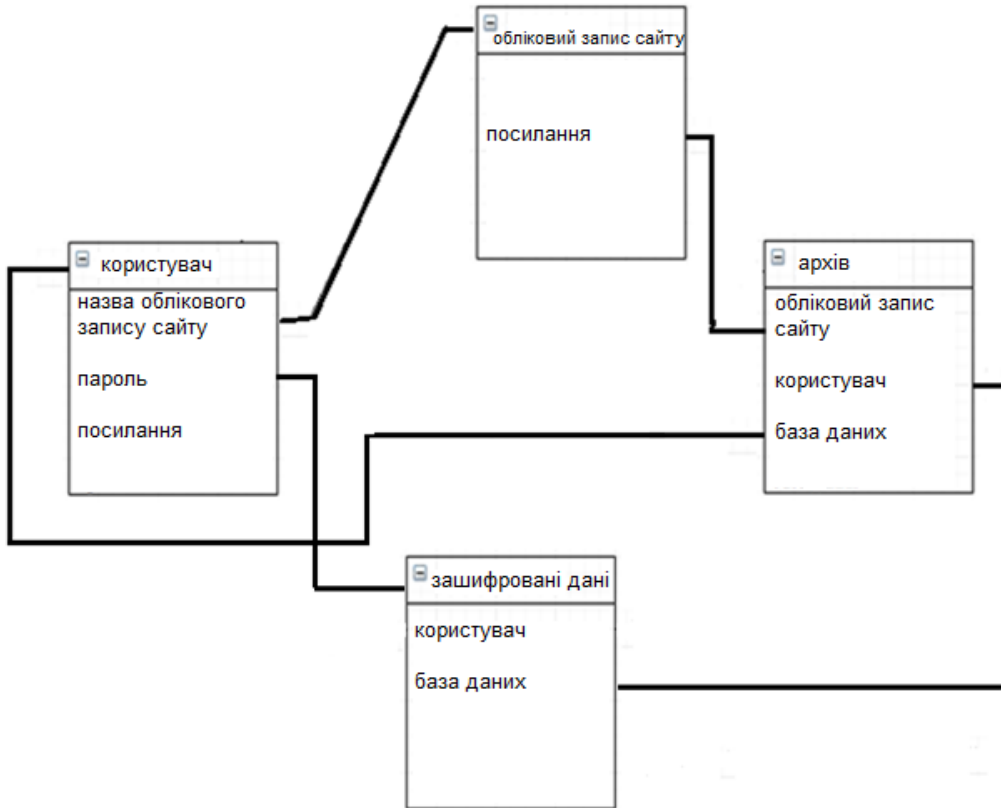 обліковий запис сайту
посилання
користувач
назва облікового
запису сайту
пароль
посилання
архів
обліковий запис
сайту
користувач
база даних
зашифровані дані
користувач
база даних